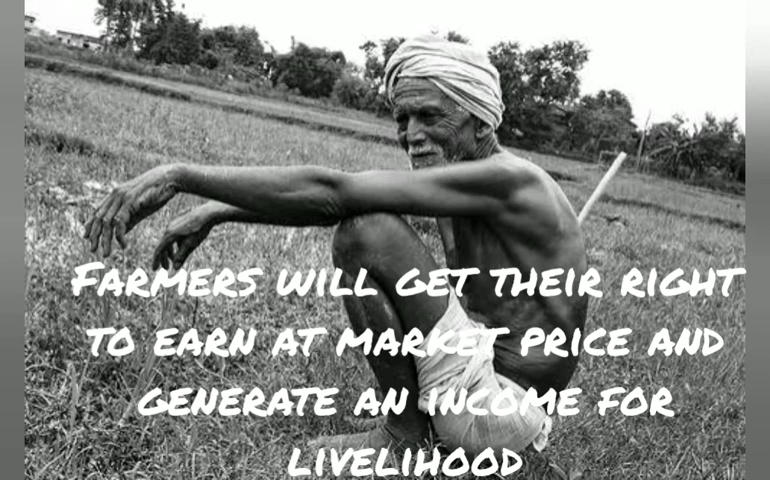 Farmers will get their right
to earn at market price and
generate an income for
livelihood